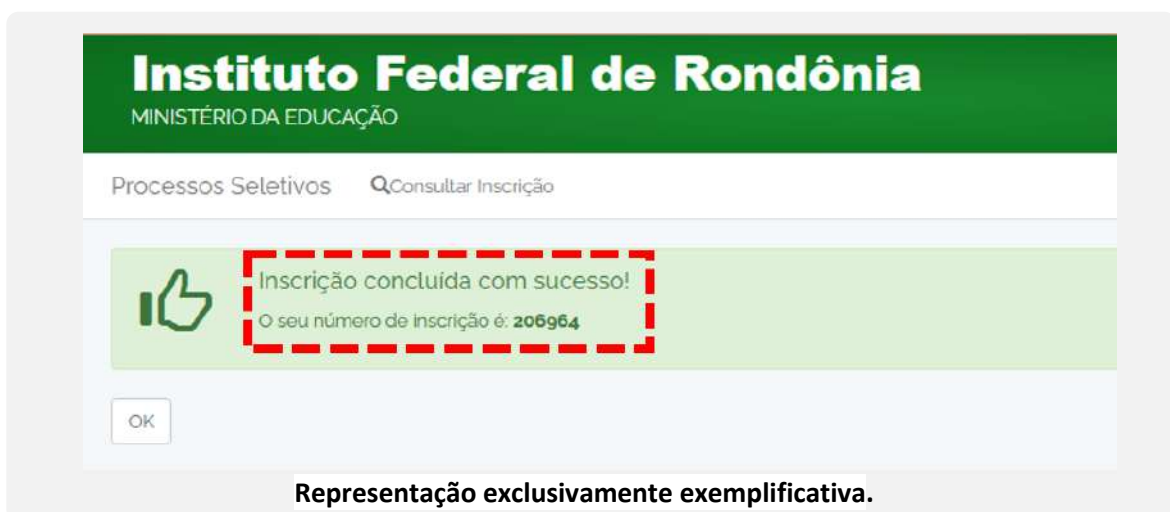 Instituto Federal de Rondônia
MINISTÉRIO DA EDUCAÇÃO
Processos Seletivos Consultar Inscrição
Inscrição concluída com sucesso!
O seu número de inscrição é: 206964
OK
Representação exclusivamente exemplificativa.